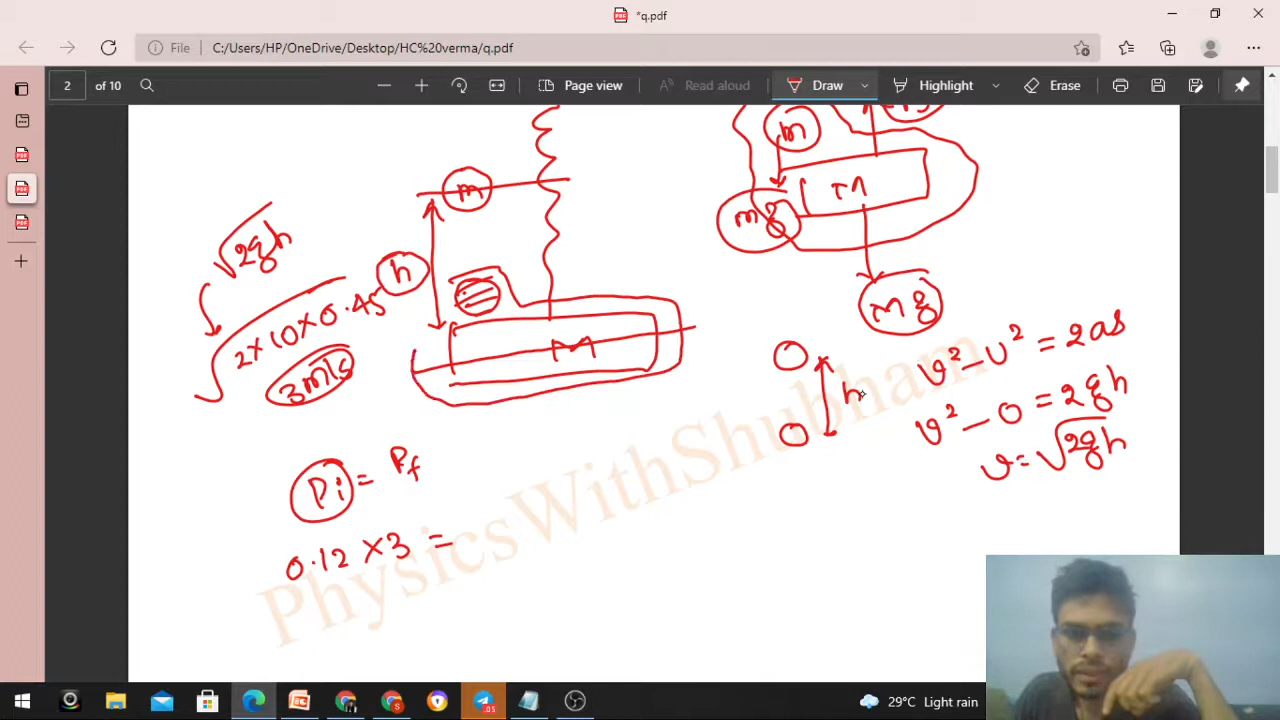 *q.pdf
File C:/Users/HP/OneDrive/Desktop/HC%20verma/q.pdf
2 of 10 Page view Read aloud Draw Highlight Erase
m
M
mg
Mg
m
h
M
√2gh
√2×10×0.45
3m/s
h
v²-u² = 2as
v² - 0 = 2gh
v = √2gh
Pi = Pf
0.12 × 3 =
PhysicsWithShubham
29°C Light rain